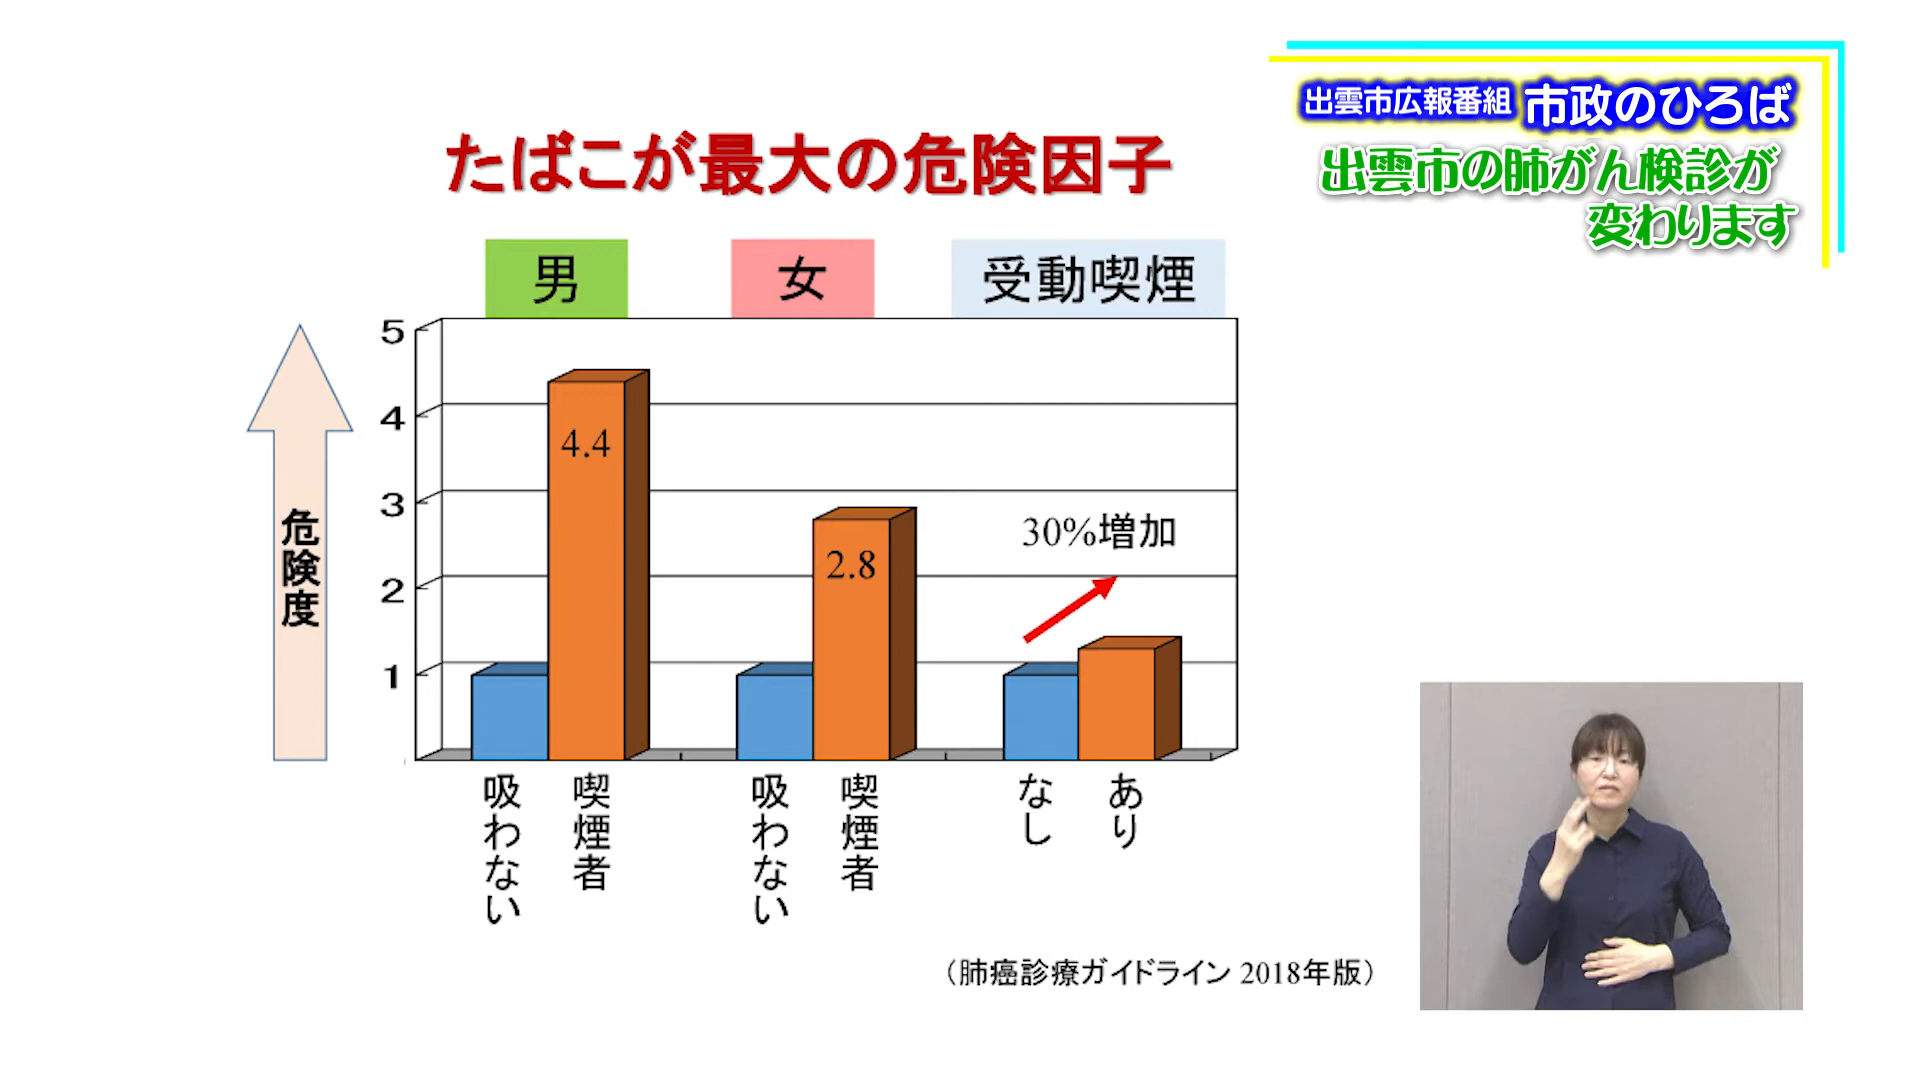 出雲市広報番組 市政のひろば
出雲市の肺がん検診が
変わります
たばこが最大の危険因子
男
女
受動喫煙
危険度
5
4
3
2
1
4.4
2.8
30%増加
吸わない
喫煙者
吸わない
喫煙者
なし
あり
（肺癌診療ガイドライン 2018年版）